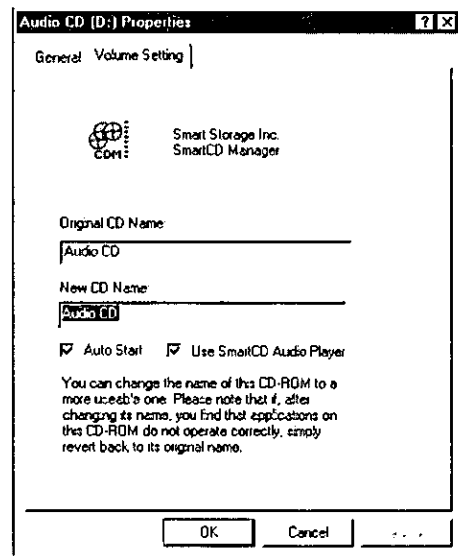 Audio CD (D:) Properties
General Volume Setting
CDM
Smart Storage Inc.
SmartCD Manager
Original CD Name:
Audio CD
New CD Name:
Audio CD
Auto Start Use SmartCD Audio Player
You can change the name of this CD-ROM to a
more useable one. Please note that if, after
changing its name, you find that applications on
this CD-ROM do not operate correctly, simply
revert back to its original name.
OK Cancel